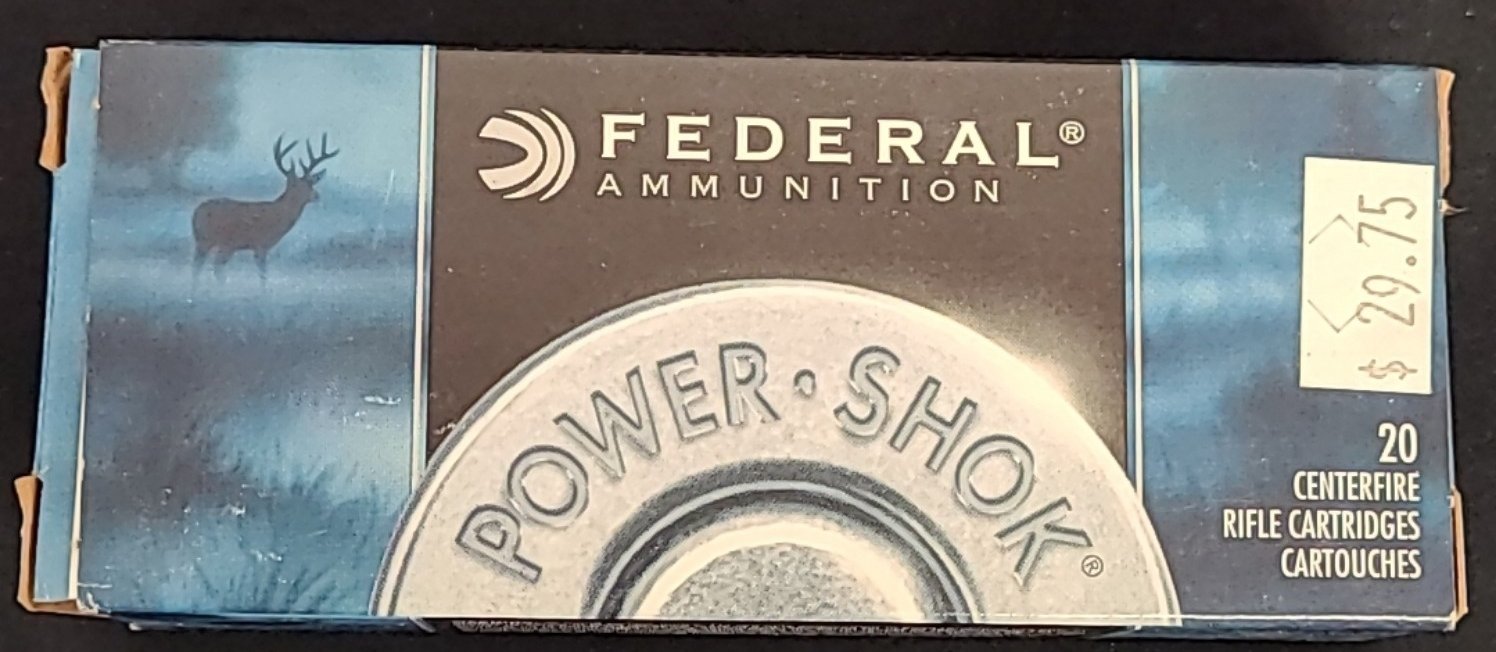 FEDERAL®
AMMUNITION
POWER·SHOK®
$ 29.75
20
CENTERFIRE
RIFLE CARTRIDGES
CARTOUCHES